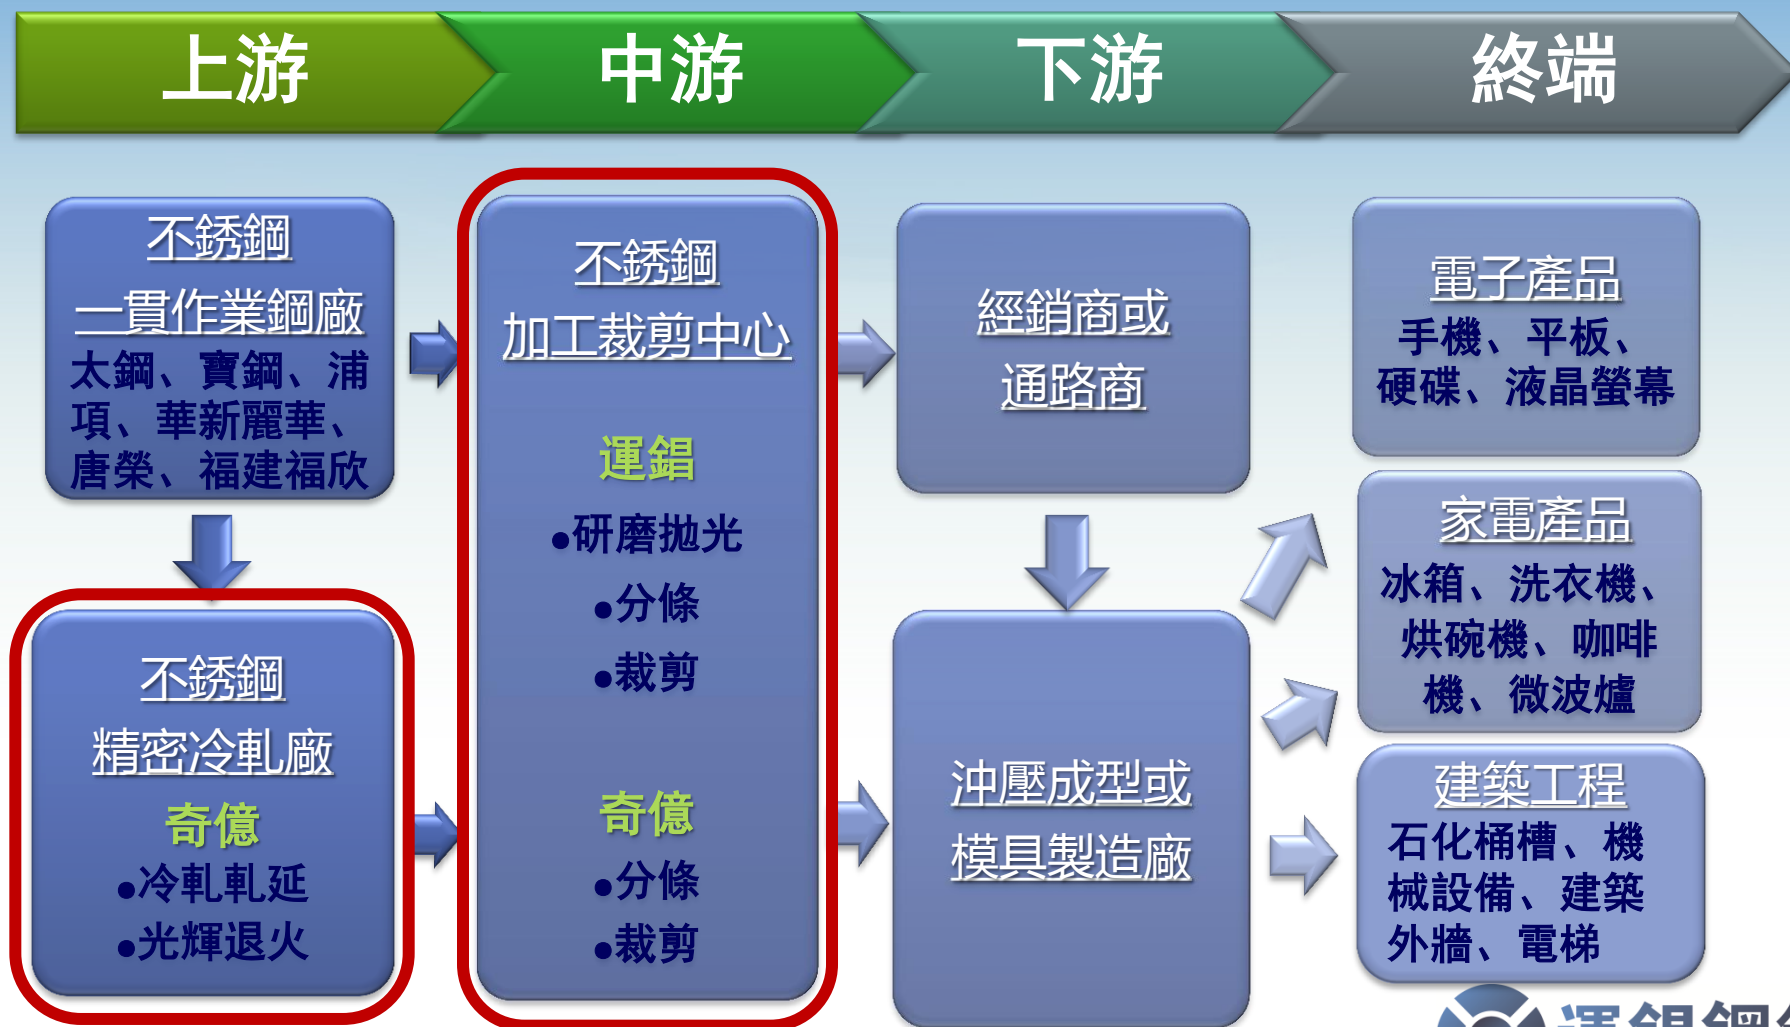 上游
中游
下游
終端
不銹鋼
一貫作業鋼廠
太鋼、寶鋼、浦
項、華新麗華、
唐榮、福建福欣
不銹鋼
精密冷軋廠
奇億
•冷軋軋延
•光輝退火
不銹鋼
加工裁剪中心
運錩
•研磨拋光
•分條
•裁剪
奇億
•分條
•裁剪
經銷商或
通路商
沖壓成型或
模具製造廠
電子產品
手機、平板、
硬碟、液晶螢幕
家電產品
冰箱、洗衣機、
烘碗機、咖啡
機、微波爐
建築工程
石化桶槽、機
械設備、建築
外牆、電梯
運錩鋼